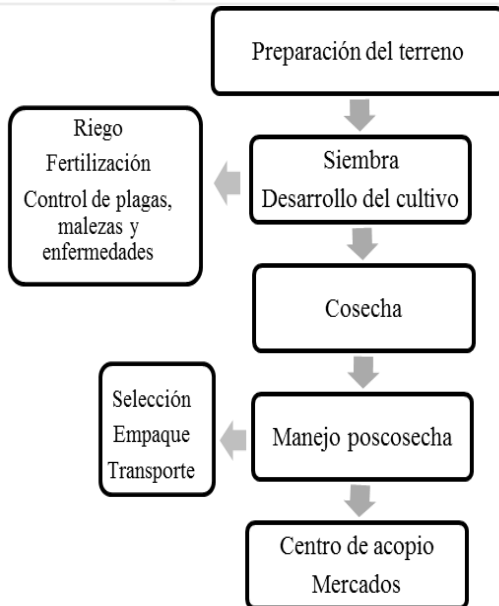 Preparación del terreno
Riego
Fertilización
Control de plagas,
malezas y
enfermedades
Siembra
Desarrollo del cultivo
Cosecha
Selección
Empaque
Transporte
Manejo poscosecha
Centro de acopio
Mercados